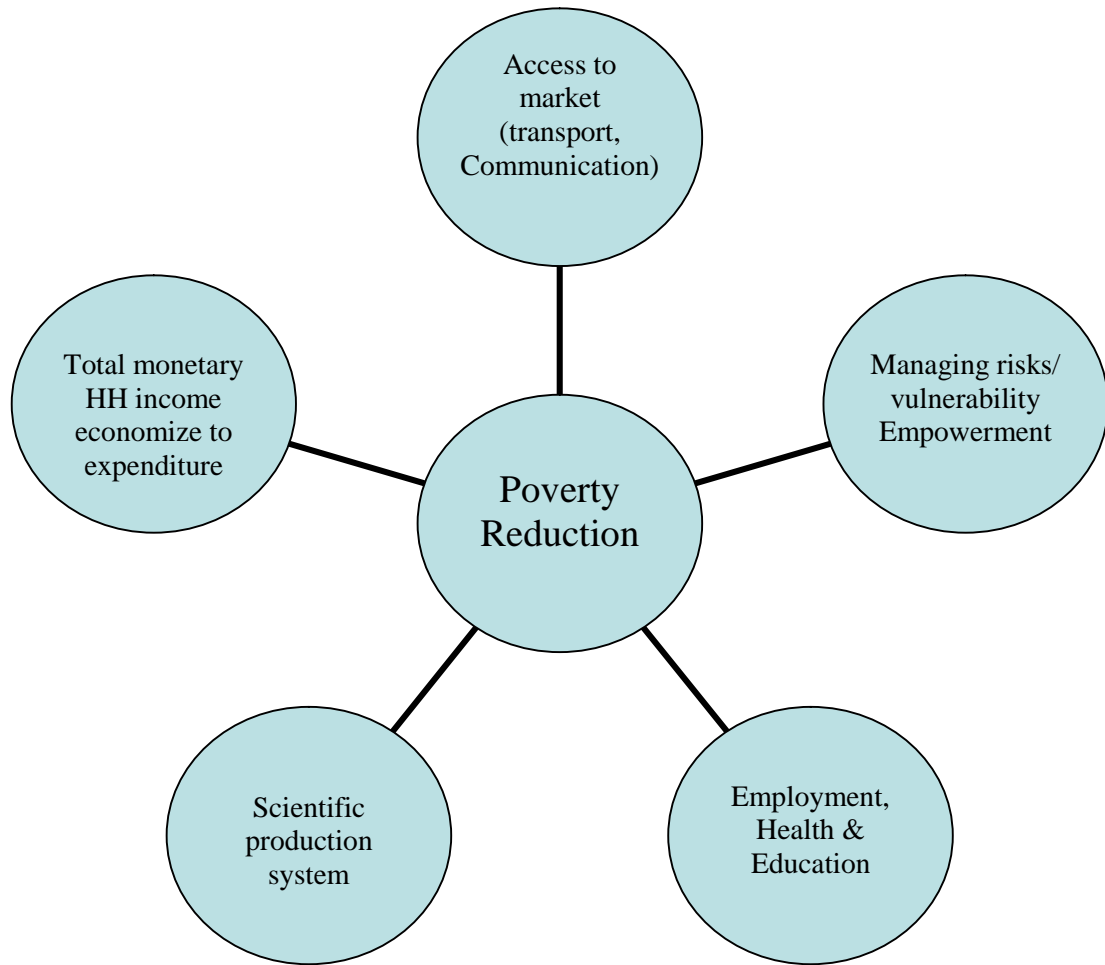 Access to
market
(transport,
Communication)
Total monetary
HH income
economize to
expenditure
Managing risks/
vulnerability
Empowerment
Poverty
Reduction
Scientific
production
system
Employment,
Health &
Education